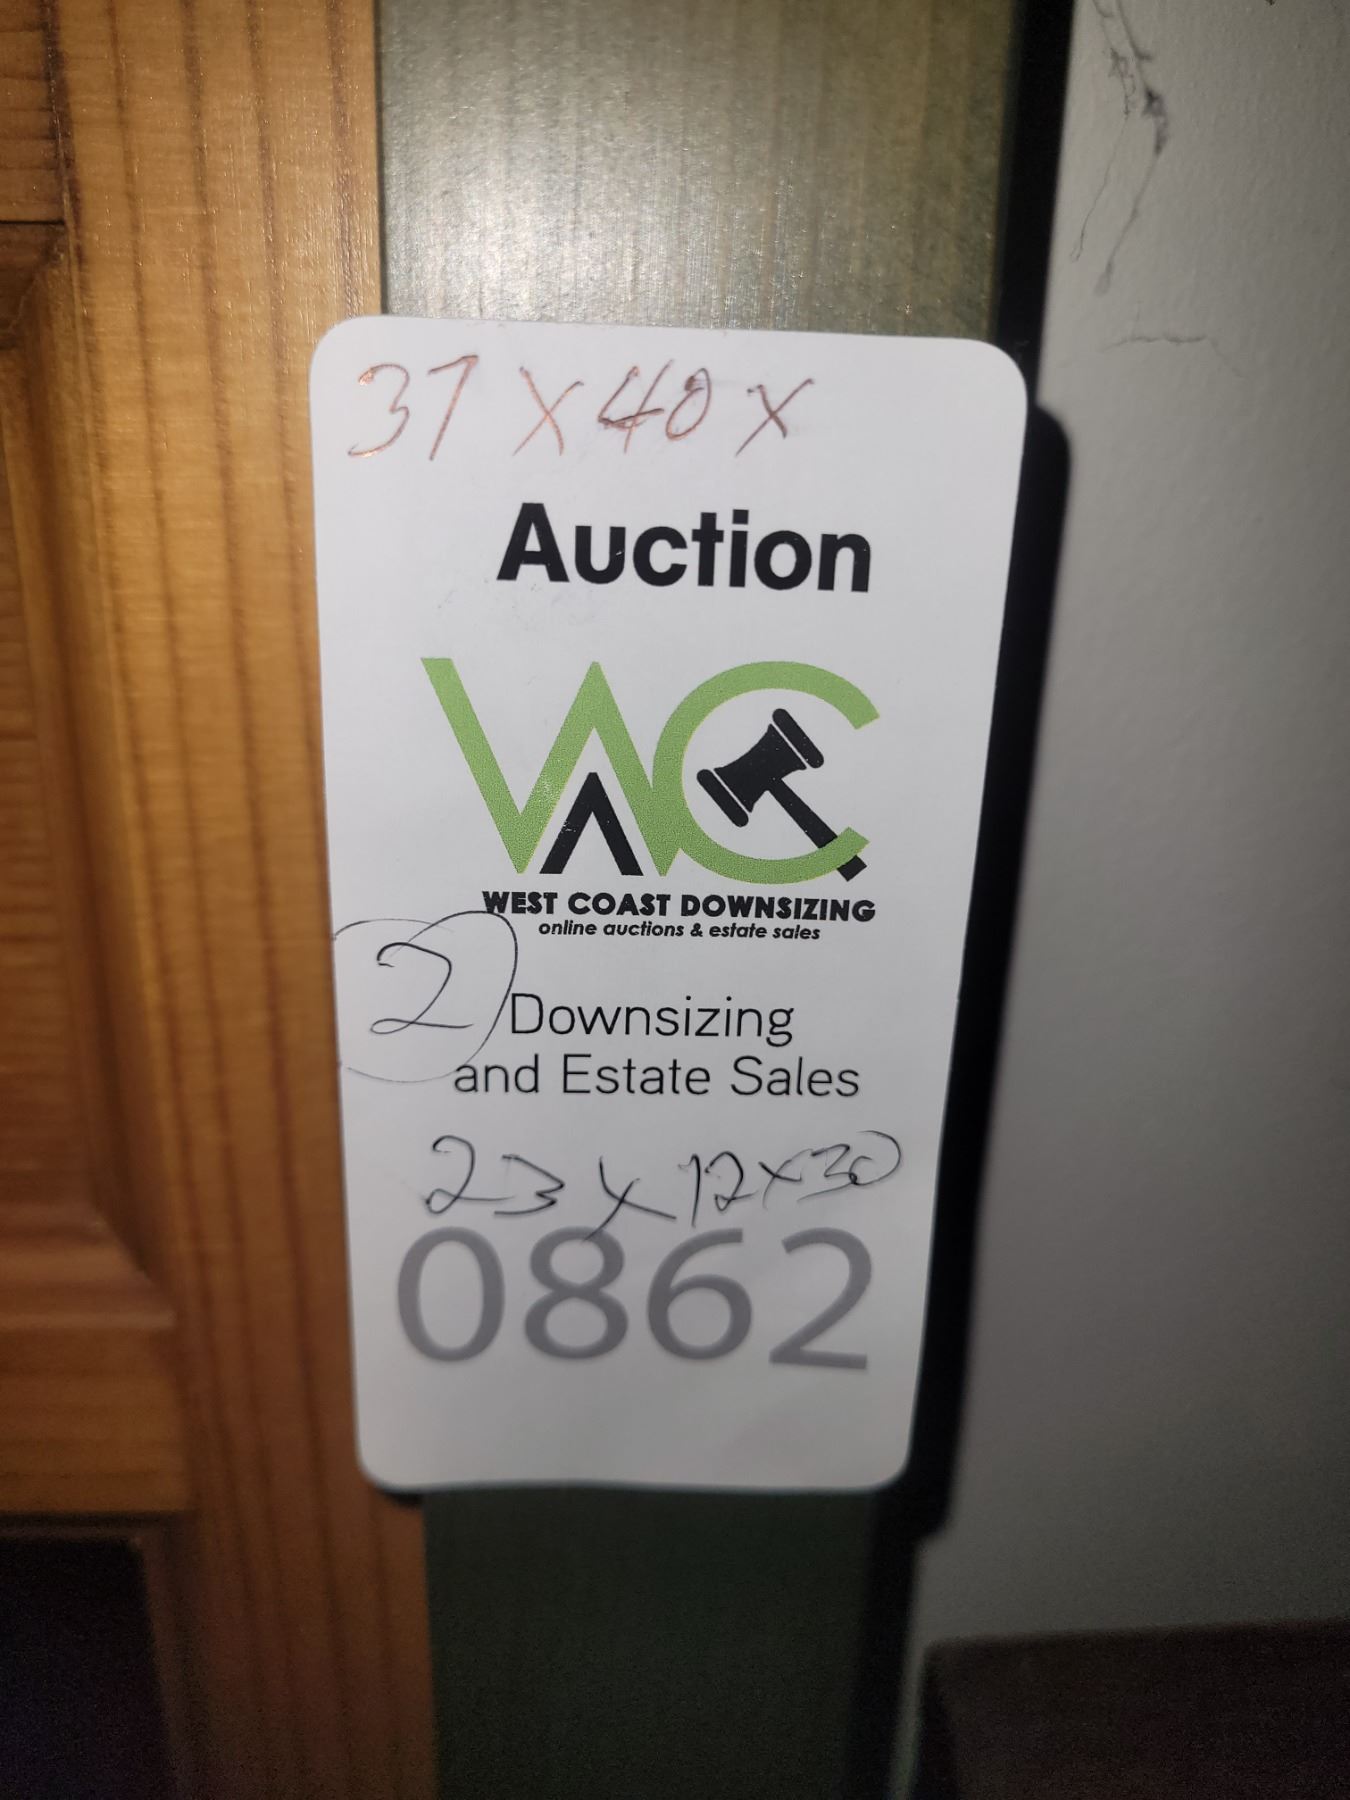 37 x 40 x
Auction
WC
WEST COAST DOWNSIZING
online auctions & estate sales
2
Downsizing
and Estate Sales
23 x 12 x 30
0862